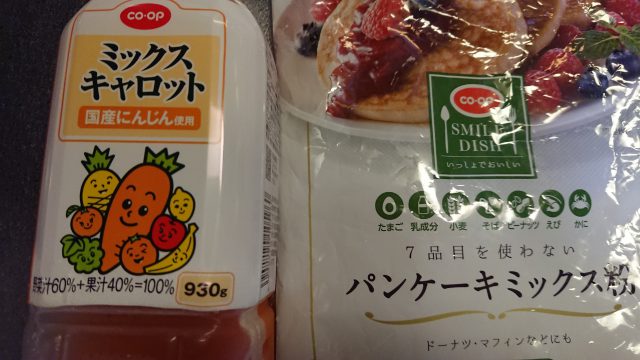 CO·OP
ミックス
キャロット
国産にんじん使用
野菜汁60%+果汁40%=100%
930g
CO·OP
SMILE
DISH
いっしょでおいしい
たまご 乳成分 小麦 そば ピーナッツ えび かに
7品目を使わない
パンケーキミックス粉
ドーナツ・マフィンなどにも